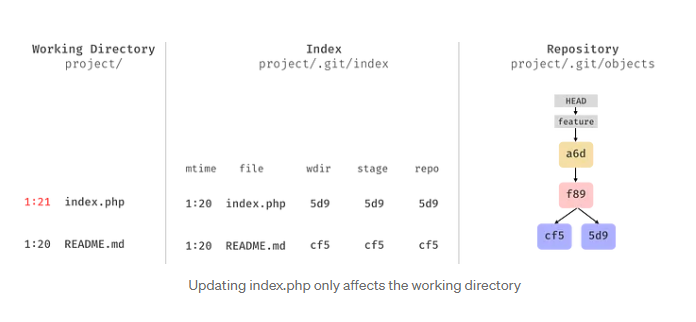 Working Directory
project/
Index
project/.git/index
Repository
project/.git/objects
HEAD
feature
a6d
f89
cf5 5d9
mtime file wdir stage repo
1:21 index.php
1:20 index.php 5d9 5d9 5d9
1:20 README.md
1:20 README.md cf5 cf5 cf5
Updating index.php only affects the working directory